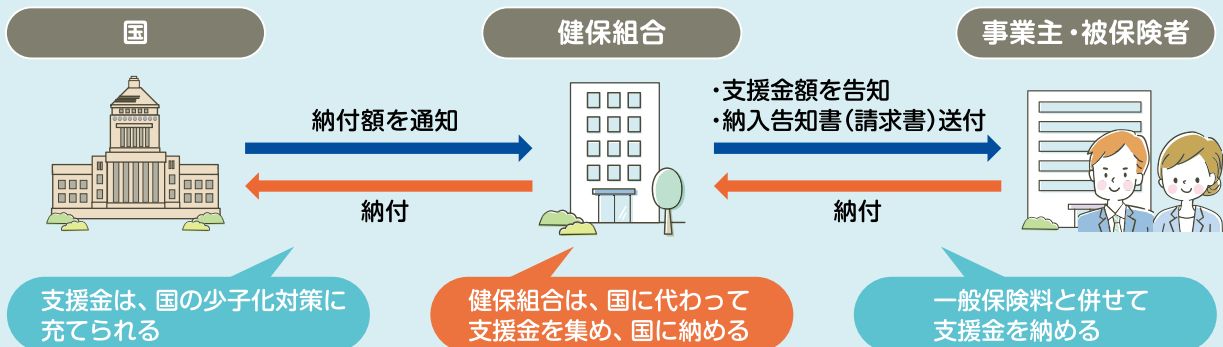 国
健保組合
事業主・被保険者
納付額を通知
納付
・支援金額を告知
・納入告知書(請求書)送付
納付
支援金は、国の少子化対策に
充てられる
健保組合は、国に代わって
支援金を集め、国に納める
一般保険料と併せて
支援金を納める